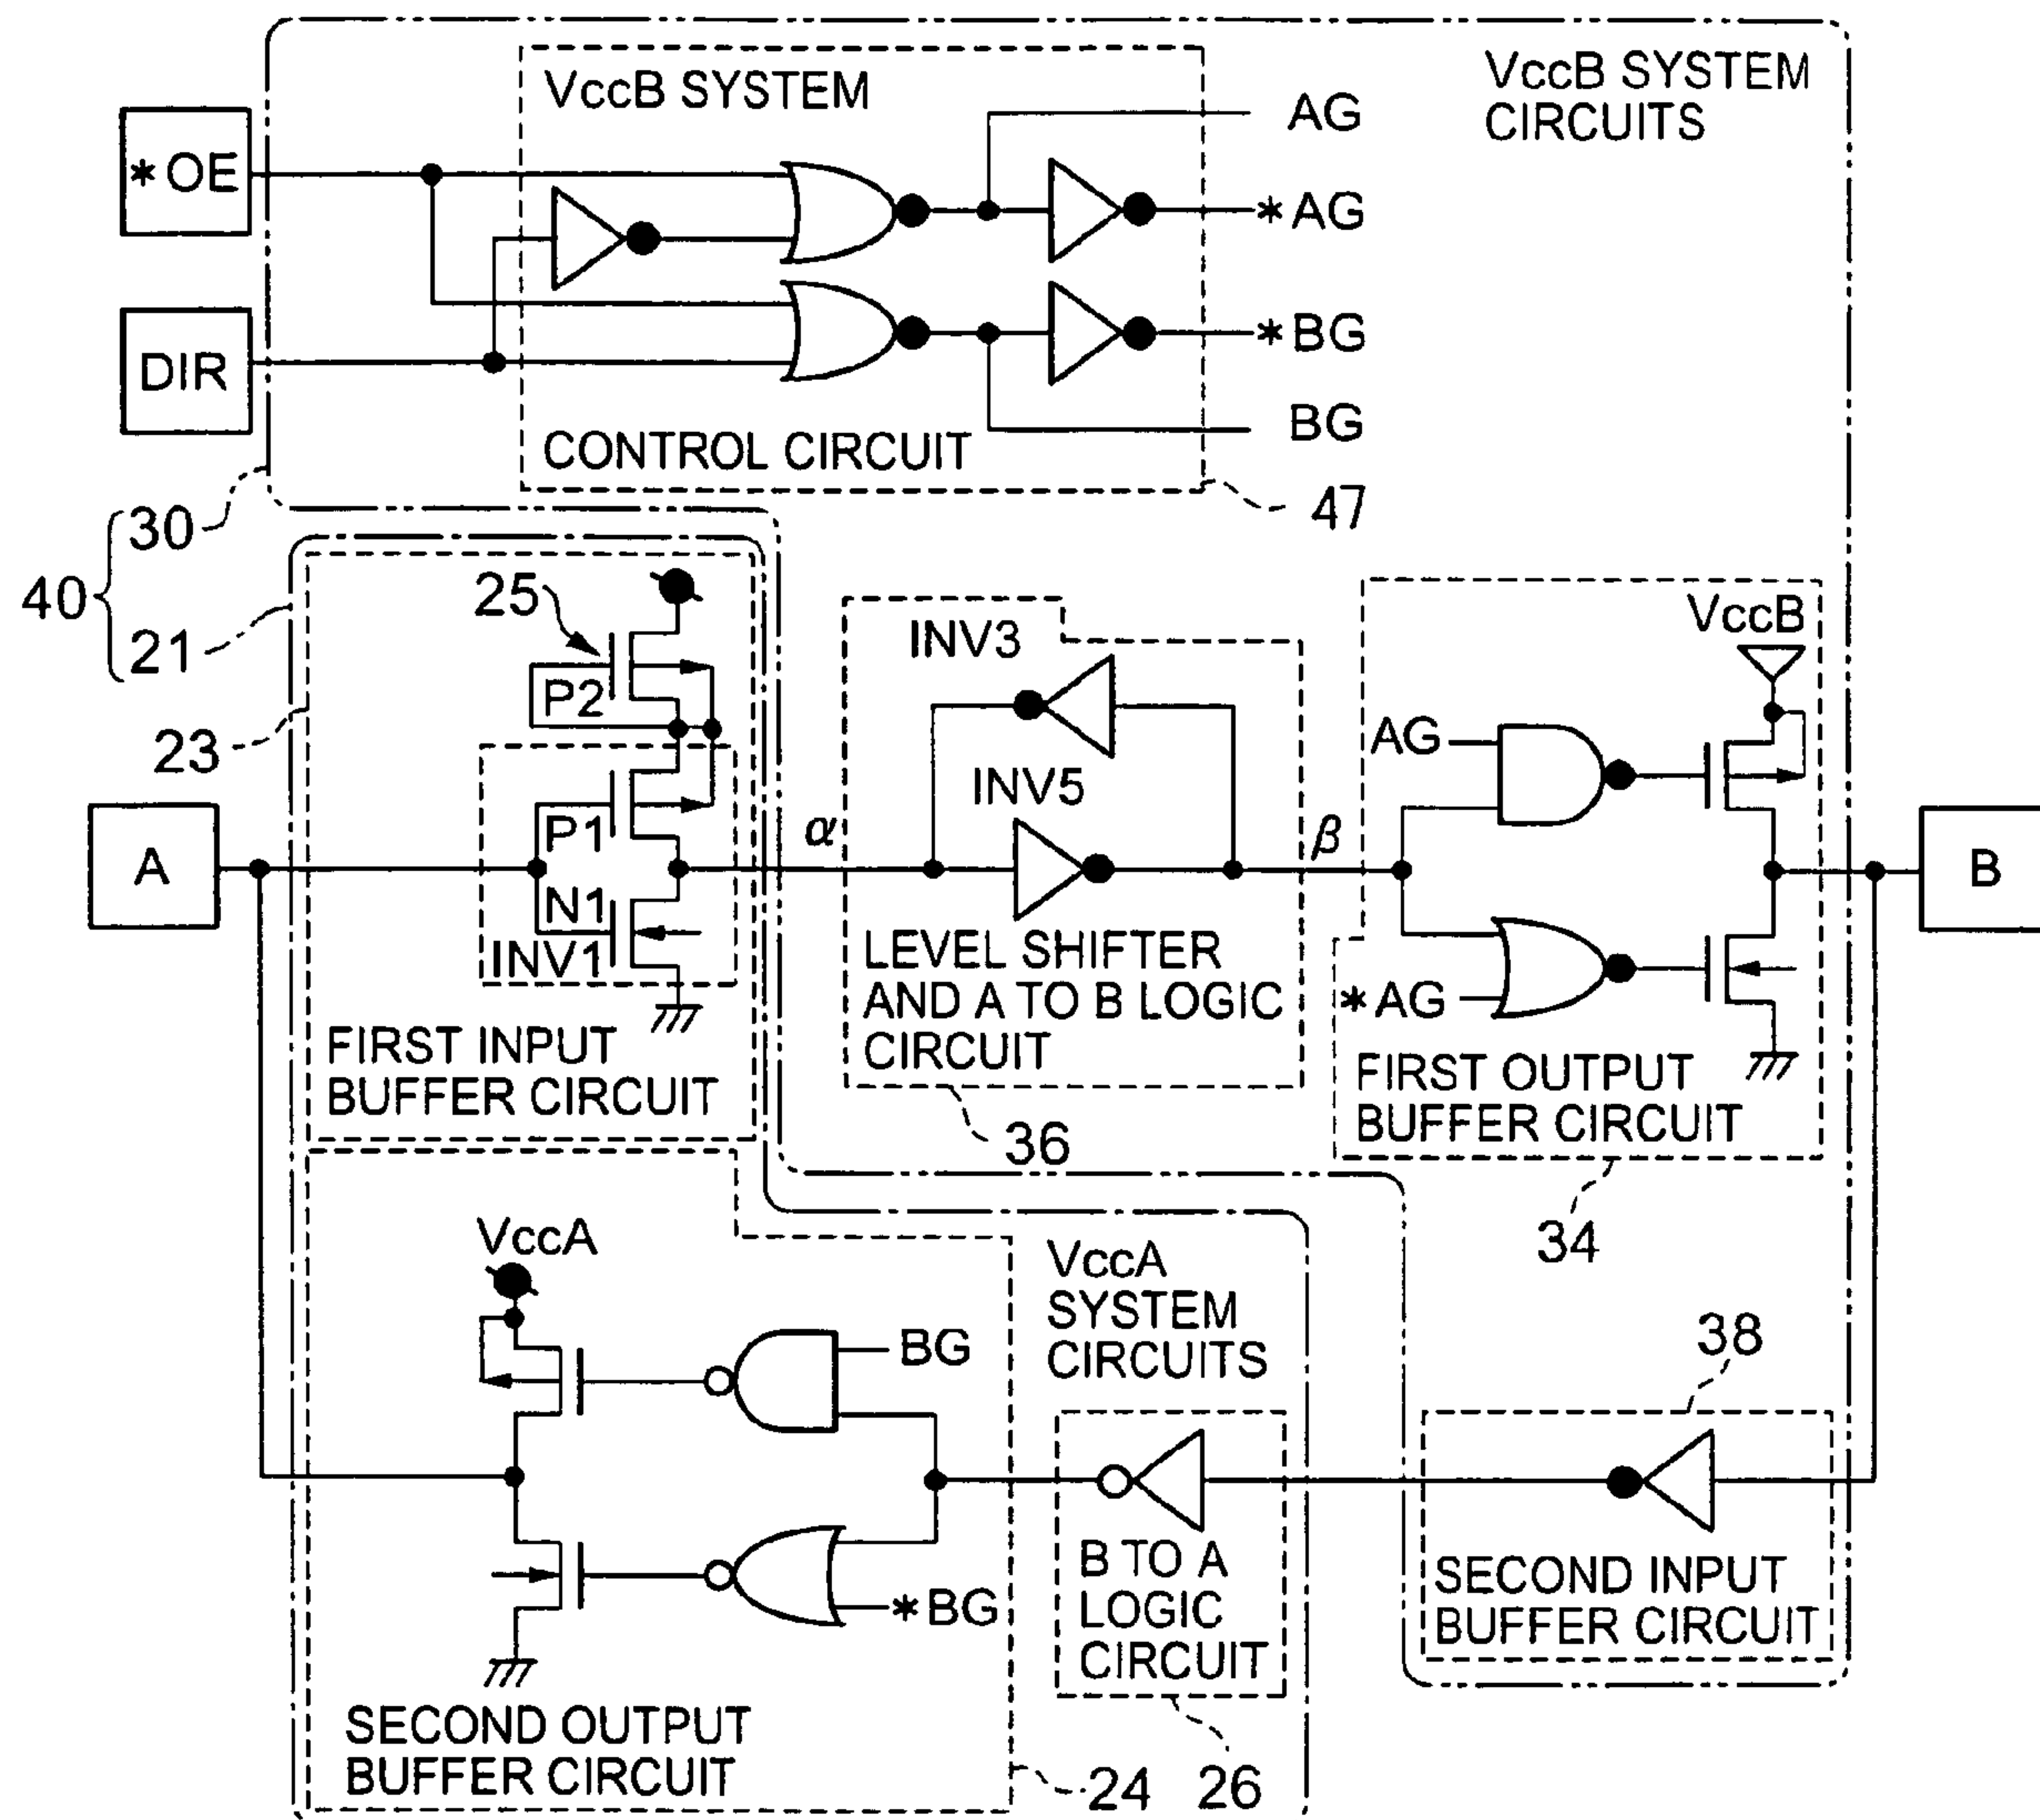 VccB SYSTEM
VccB SYSTEM
CIRCUITS
AG
* OE
* AG
DIR
* BG
BG
CONTROL CIRCUIT
47
40
30
21
25
23
P2
P1
N1
INV1
A
FIRST INPUT
BUFFER CIRCUIT
α
INV3
INV5
LEVEL SHIFTER
AND A TO B LOGIC
CIRCUIT
36
β
VccB
AG
* AG
FIRST OUTPUT
BUFFER CIRCUIT
34
B
VccA
BG
* BG
SECOND OUTPUT
BUFFER CIRCUIT
24
VccA
SYSTEM
CIRCUITS
B TO A
LOGIC
CIRCUIT
26
38
SECOND INPUT
BUFFER CIRCUIT